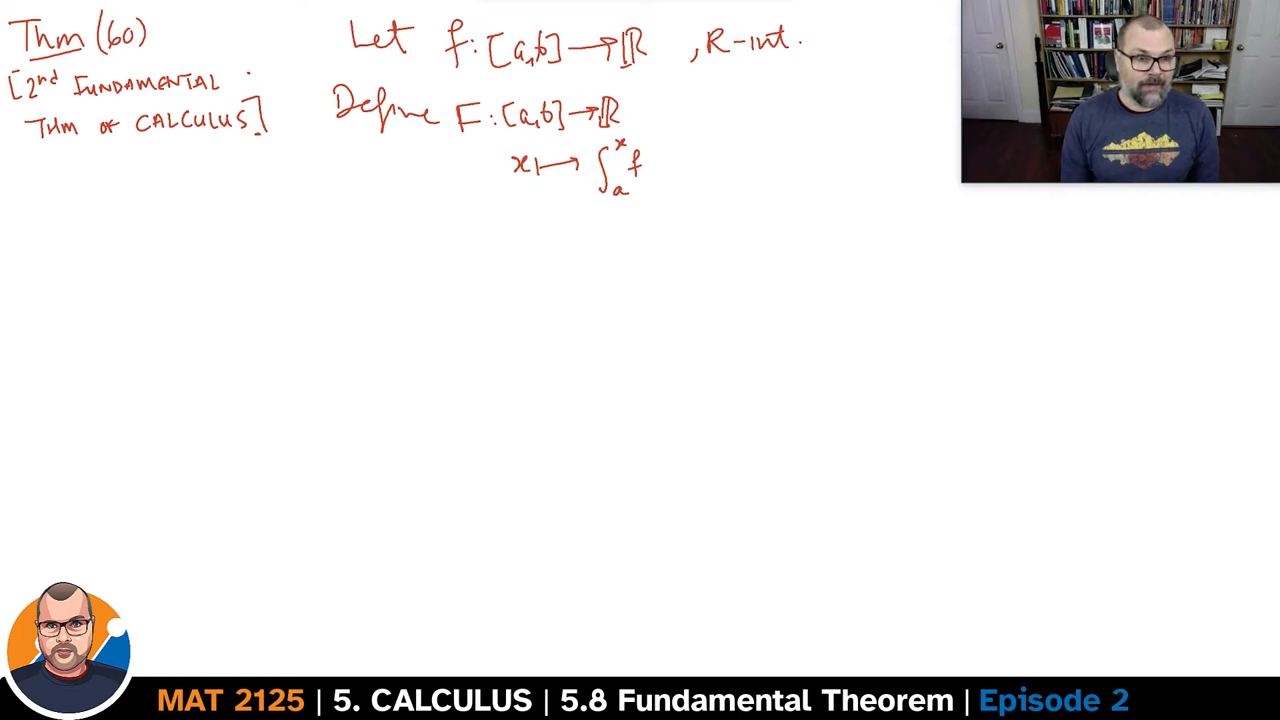 Thm (60)
[2nd FUNDAMENTAL
THM OF CALCULUS]
Let f: [a,b] → ℝ , R-int.
Define F: [a,b] → ℝ
x ↦ ∫ₐˣ f
MAT 2125 | 5. CALCULUS | 5.8 Fundamental Theorem | Episode 2